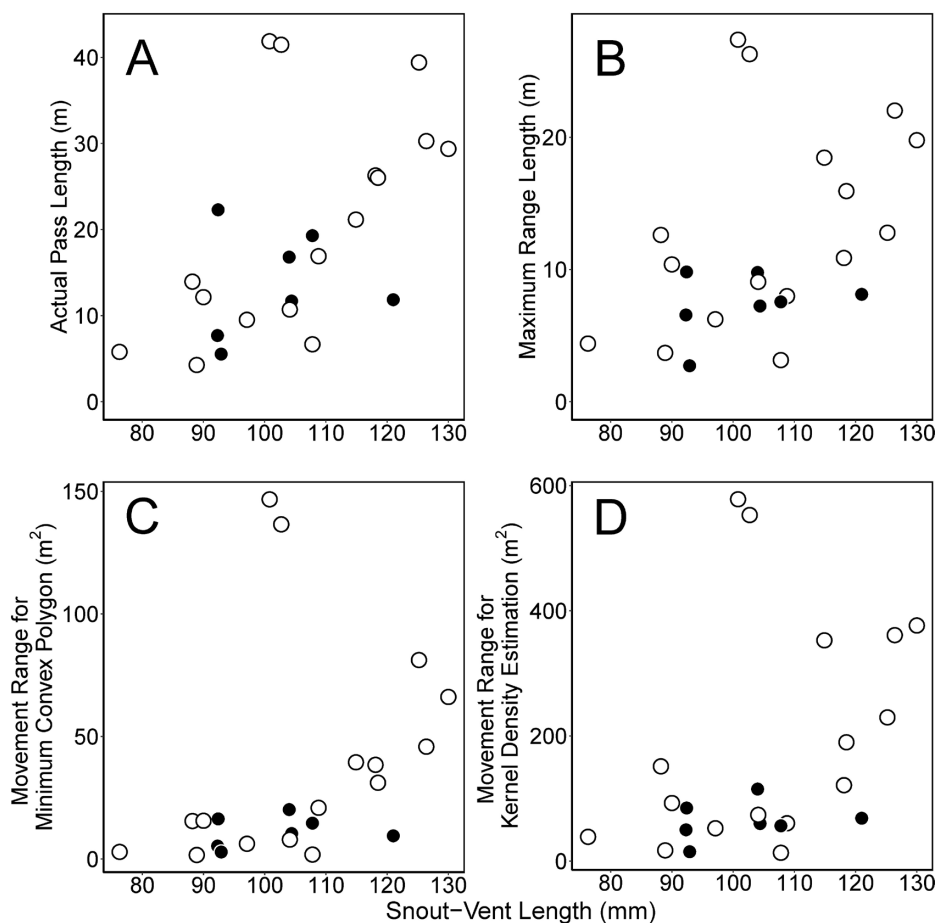 A
Actual Pass Length (m)
40
30
20
10
0
80 90 100 110 120 130
B
Maximum Range Length (m)
20
10
0
80 90 100 110 120 130
C
Movement Range for
Minimum Convex Polygon (m²)
150
100
50
0
80 90 100 110 120 130
D
Movement Range for
Kernel Density Estimation (m²)
600
400
200
0
80 90 100 110 120 130
Snout−Vent Length (mm)